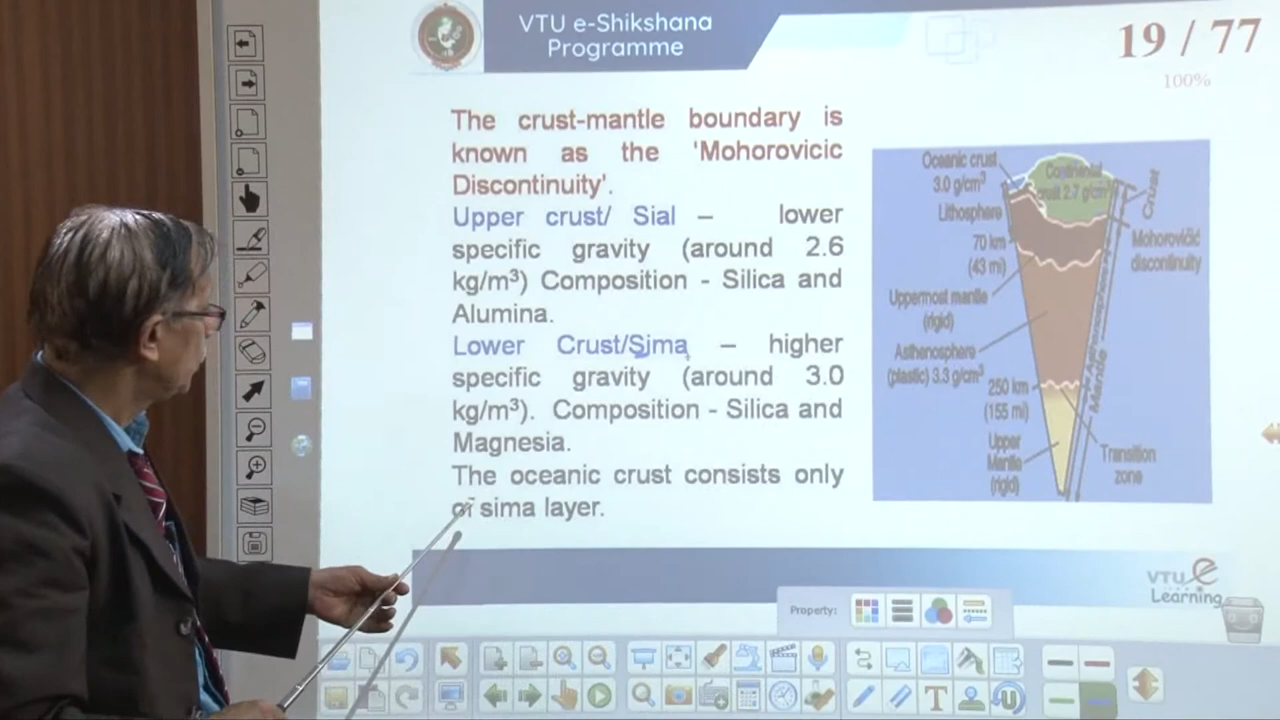 VTU e-Shikshana
Programme
19 / 77
100%
The crust-mantle boundary is
known as the 'Mohorovicic
Discontinuity'.
Upper crust/ Sial – lower
specific gravity (around 2.6
kg/m³) Composition - Silica and
Alumina.
Lower Crust/Sima – higher
specific gravity (around 3.0
kg/m³). Composition - Silica and
Magnesia.
The oceanic crust consists only
of sima layer.
Oceanic crust
3.0 g/cm³
Continental
crust 2.7 g/cm³
Crust
Lithosphere
70 km
(43 mi)
Mohorovičić
discontinuity
Uppermost mantle
(rigid)
Asthenosphere
(plastic) 3.3 g/cm³
Mantle
250 km
(155 mi)
Upper
Mantle
(rigid)
Transition
zone
VTU e
Learning
Property: